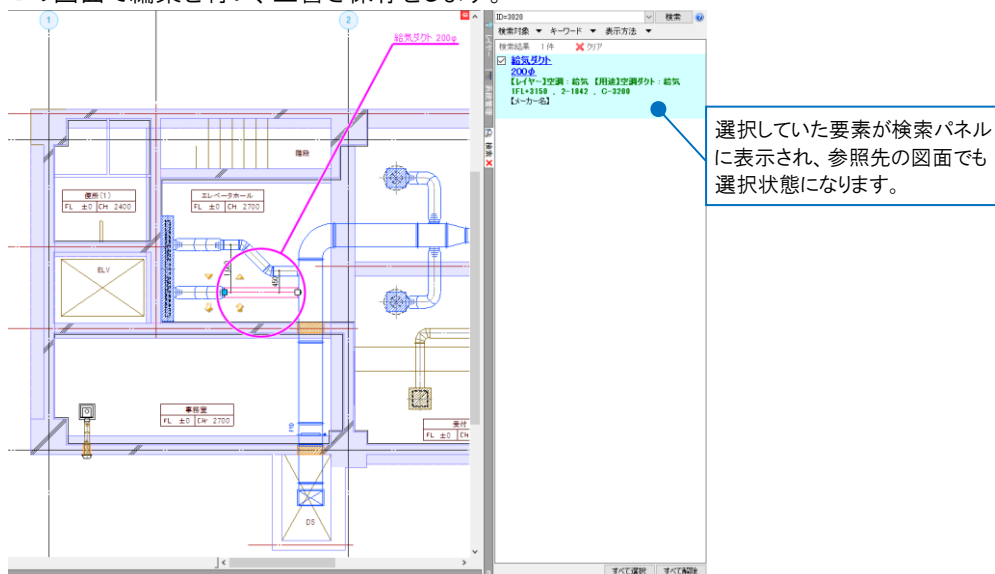 この図面で編集を行い、上書き保存をします。
1
2
給気ダクト 200φ
階段
便所(1)
FL ±0 CH 2400
エレベータホール
FL ±0 CH 2700
ELV
450
事務室
FL ±0 CH 2700
受付
FL ±0 CH
DS
ID=3020
検索
検索対象 ▼ キーワード ▼ 表示方法 ▼
検索結果 1件 クリア
給気ダクト
200φ
【レイヤー】空調:給気 【用途】空調ダクト:給気
1FL+3150 , 2-1842 , C-3200
【メーカー名】
検索
すべて選択 すべて解除
選択していた要素が検索パネル
に表示され、参照先の図面でも
選択状態になります。